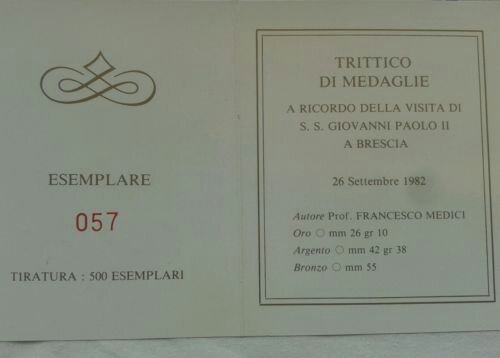 ESEMPLARE
057
TIRATURA : 500 ESEMPLARI
TRITTICO
DI MEDAGLIE
A RICORDO DELLA VISITA DI
S. S. GIOVANNI PAOLO II
A BRESCIA
26 Settembre 1982
Autore Prof. FRANCESCO MEDICI
Oro ○ mm 26 gr 10
Argento ○ mm 42 gr 38
Bronzo ○ mm 55